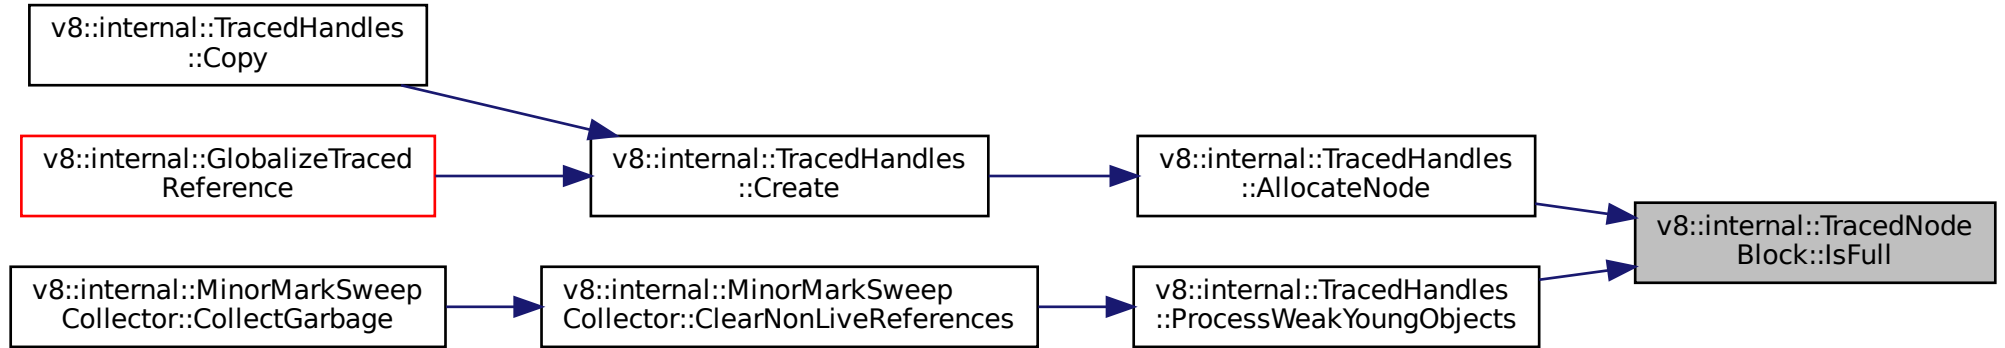 v8::internal::TracedHandles
::Copy
v8::internal::GlobalizeTraced
Reference
v8::internal::TracedHandles
::Create
v8::internal::TracedHandles
::AllocateNode
v8::internal::TracedNode
Block::IsFull
v8::internal::MinorMarkSweep
Collector::CollectGarbage
v8::internal::MinorMarkSweep
Collector::ClearNonLiveReferences
v8::internal::TracedHandles
::ProcessWeakYoungObjects